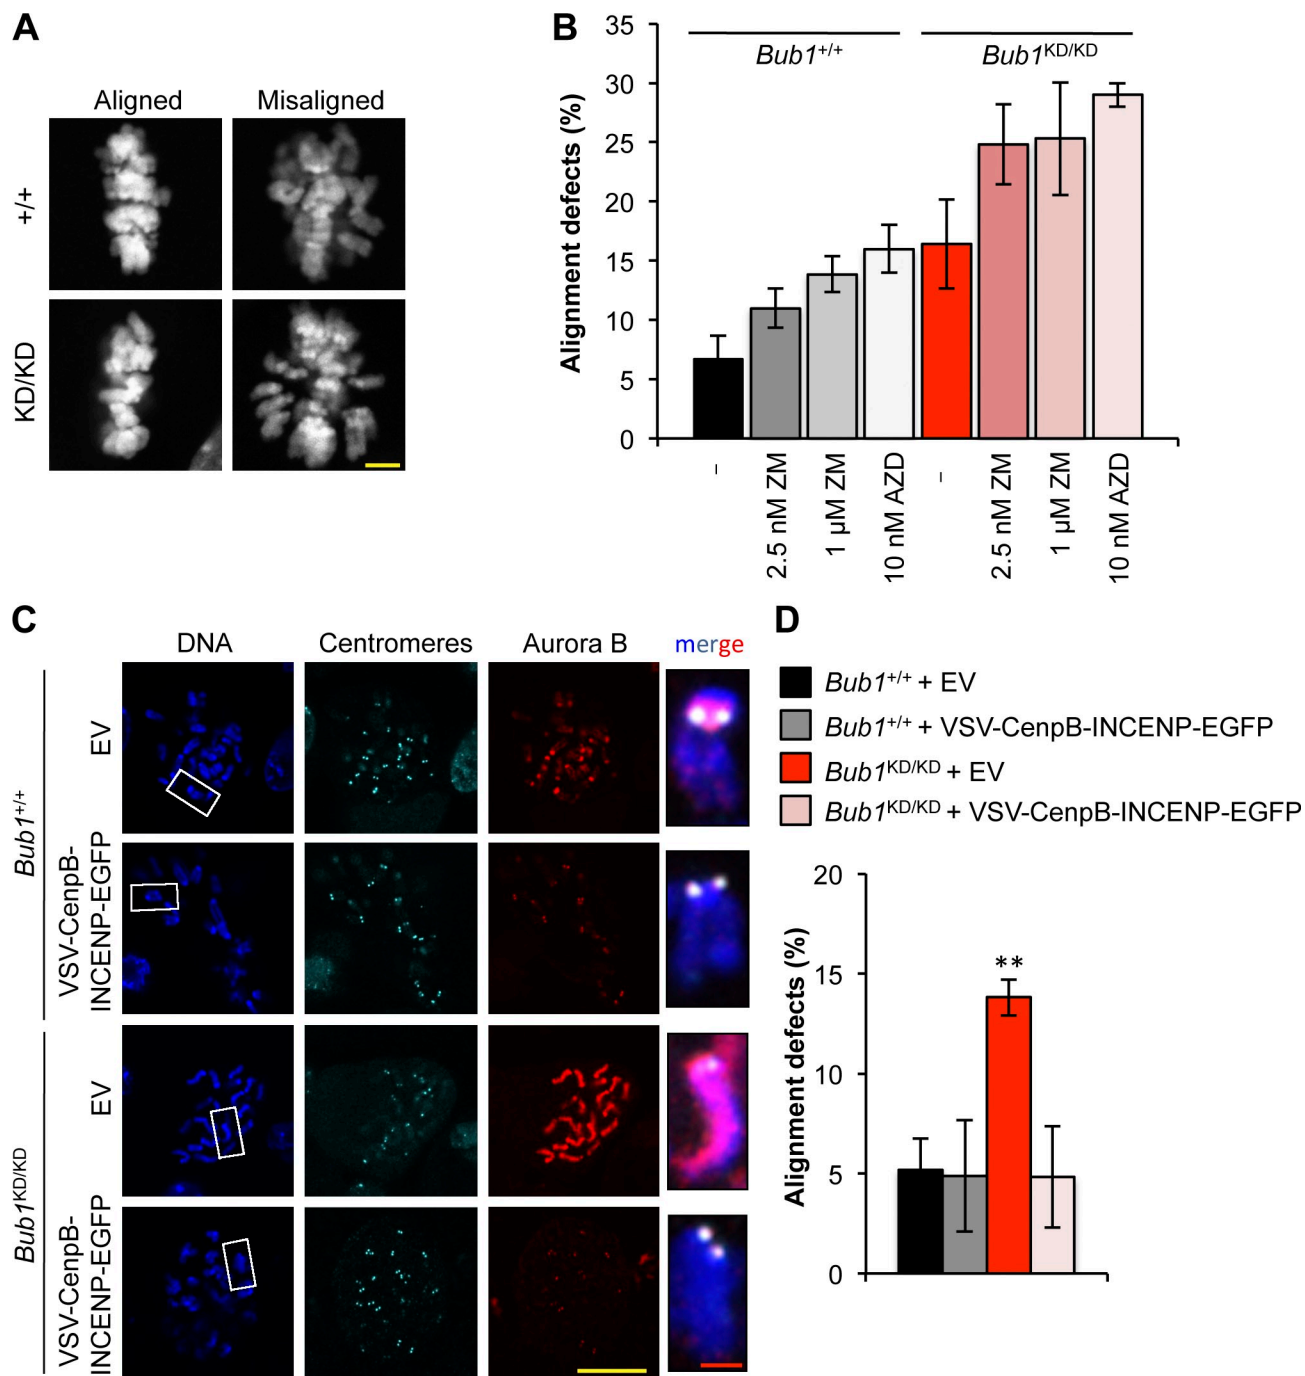 A
Aligned Misaligned
+/+
KD/KD
B
Alignment defects (%)
35
30
25
20
15
10
5
0
Bub1+/+ Bub1KD/KD
–
2.5 nM ZM
1 µM ZM
10 nM AZD
–
2.5 nM ZM
1 µM ZM
10 nM AZD
C
DNA Centromeres Aurora B merge
Bub1+/+
EV
VSV-CenpB-
INCENP-EGFP
Bub1KD/KD
EV
VSV-CenpB-
INCENP-EGFP
D
Bub1+/+ + EV
Bub1+/+ + VSV-CenpB-INCENP-EGFP
Bub1KD/KD + EV
Bub1KD/KD + VSV-CenpB-INCENP-EGFP
Alignment defects (%)
20
15
10
5
0
**